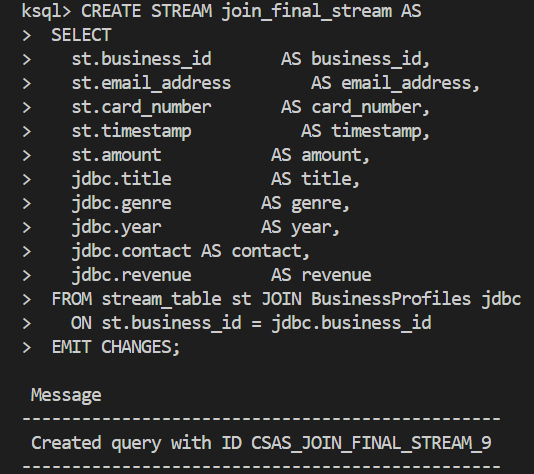 ksql> CREATE STREAM join_final_stream AS
>  SELECT
>    st.business_id       AS business_id,
>    st.email_address        AS email_address,
>    st.card_number       AS card_number,
>    st.timestamp           AS timestamp,
>    st.amount           AS amount,
>    jdbc.title          AS title,
>    jdbc.genre         AS genre,
>    jdbc.year          AS year,
>    jdbc.contact AS contact,
>    jdbc.revenue        AS revenue
>  FROM stream_table st JOIN BusinessProfiles jdbc
>    ON st.business_id = jdbc.business_id
>  EMIT CHANGES;
Message
------------------------------------------------
Created query with ID CSAS_JOIN_FINAL_STREAM_9
------------------------------------------------